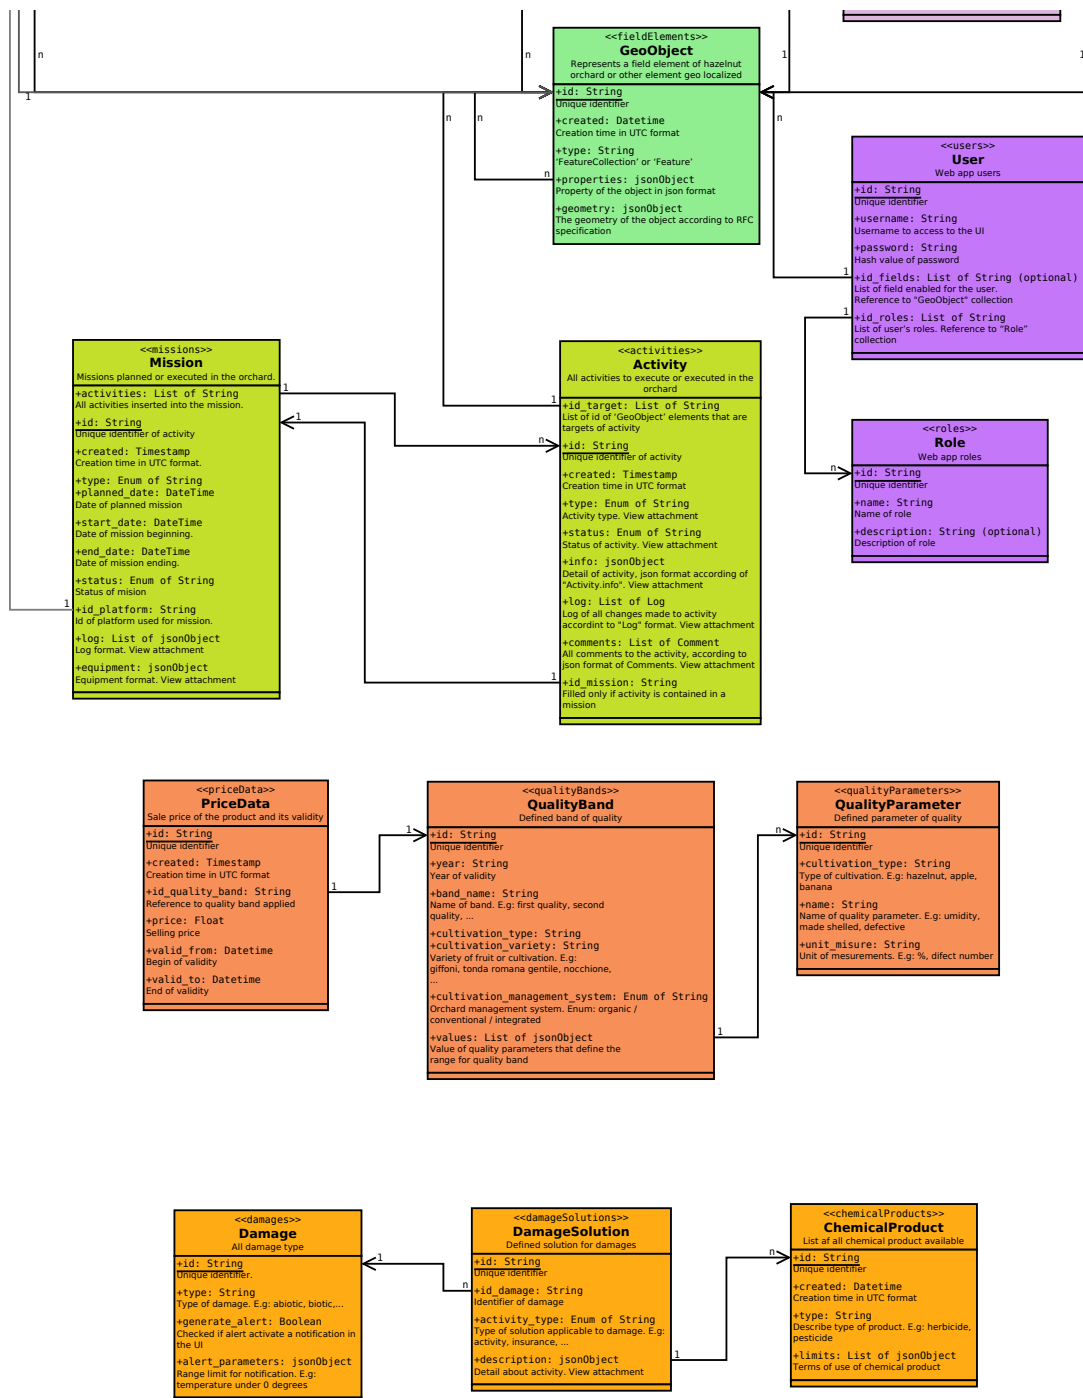 n
n
1
1
1
<<fieldElements>>
GeoObject
Represents a field element of hazelnut
orchard or other element geo localized
+id: String
Unique identifier
+created: Datetime
Creation time in UTC format
+type: String
‘FeatureCollection’ or ‘Feature’
+properties: jsonObject
Property of the object in json format
+geometry: jsonObject
The geometry of the object according to RFC
specification
n
n
n
n
<<users>>
User
Web app users
+id: String
Unique identifier
+username: String
Username to access to the UI
+password: String
Hash value of password
+id_fields: List of String (optional)
List of field enabled for the user.
Reference to "GeoObject" collection
+id_roles: List of String
List of user's roles. Reference to “Role”
collection
1
1
<<missions>>
Mission
Missions planned or executed in the orchard.
+activities: List of String
All activities inserted into the mission.
+id: String
Unique identifier of activity
+created: Timestamp
Creation time in UTC format.
+type: Enum of String
+planned_date: DateTime
Date of planned mission
+start_date: DateTime
Date of mission beginning.
+end_date: DateTime
Date of mission ending.
+status: Enum of String
Status of mision
+id_platform: String
Id of platform used for mission.
+log: List of jsonObject
Log format. View attachment
+equipment: jsonObject
Equipment format. View attachment
1
1
1
1
n
1
<<activities>>
Activity
All activities to execute or executed in the
orchard
+id_target: List of String
List of id of ‘GeoObject’ elements that are
targets of activity
+id: String
Unique identifier of activity
+created: Timestamp
Creation time in UTC format
+type: Enum of String
Activity type. View attachment
+status: Enum of String
Status of activity. View attachment
+info: jsonObject
Detail of activity, json format according of
"Activity.info". View attachment
+log: List of Log
Log of all changes made to activity
accordint to "Log" format. View attachment
+comments: List of Comment
All comments to the activity, according to
json format of Comments. View attachment
+id_mission: String
Filled only if activity is contained in a
mission
<<roles>>
Role
Web app roles
n
+id: String
Unique identifier
+name: String
Name of role
+description: String (optional)
Description of role
<<priceData>>
PriceData
Sale price of the product and its validity
+id: String
Unique identifier
+created: Timestamp
Creation time in UTC format
+id_quality_band: String
Reference to quality band applied
+price: Float
Selling price
+valid_from: Datetime
Begin of validity
+valid_to: Datetime
End of validity
1
1
<<qualityBands>>
QualityBand
Defined band of quality
+id: String
Unique identifier
+year: String
Year of validity
+band_name: String
Name of band. E.g: first quality, second
quality, ...
+cultivation_type: String
+cultivation_variety: String
Variety of fruit or cultivation. E.g:
giffoni, tonda romana gentile, nocchione,
...
+cultivation_management_system: Enum of String
Orchard management system. Enum: organic /
conventional / integrated
+values: List of jsonObject
Value of quality parameters that define the
range for quality band
1
n
<<qualityParameters>>
QualityParameter
Defined parameter of quality
+id: String
Unique identifier
+cultivation_type: String
Type of cultivation. E.g: hazelnut, apple,
banana
+name: String
Name of quality parameter. E.g: umidity,
made shelled, defective
+unit_misure: String
Unit of mesurements. E.g: %, difect number
<<damages>>
Damage
All damage type
+id: String
Unique identifier.
+type: String
Type of damage. E.g: abiotic, biotic,...
+generate_alert: Boolean
Checked if alert activate a notification in
the UI
+alert_parameters: jsonObject
Range limit for notification. E.g:
temperature under 0 degrees
1
n
<<damageSolutions>>
DamageSolution
Defined solution for damages
+id: String
Unique identifier
+id_damage: String
Identifier of damage
+activity_type: Enum of String
Type of solution applicable to damage. E.g:
activity, insurance, ...
+description: jsonObject
Detail about activity. View attachment
1
n
<<chemicalProducts>>
ChemicalProduct
List af all chemical product available
+id: String
Unique identifier
+created: Datetime
Creation time in UTC format
+type: String
Describe type of product. E.g: herbicide,
pesticide
+limits: List of jsonObject
Terms of use of chemical product